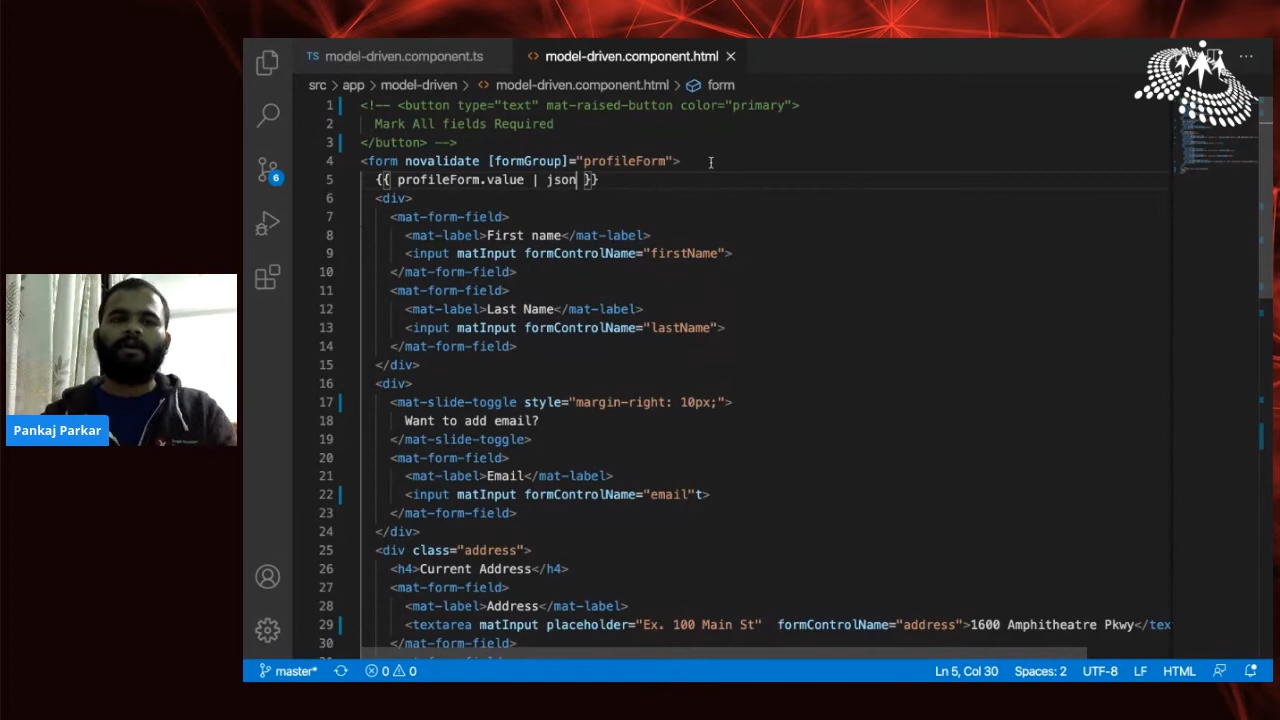 TS model-driven.component.ts
<> model-driven.component.html ×
...
src > app > model-driven > <> model-driven.component.html > form
1 <!-- <button type="text" mat-raised-button color="primary">
2 Mark All fields Required
3 </button> -->
4 <form novalidate [formGroup]="profileForm">
5 {{ profileForm.value | json }}
6 <div>
7 <mat-form-field>
8 <mat-label>First name</mat-label>
9 <input matInput formControlName="firstName">
10 </mat-form-field>
11 <mat-form-field>
12 <mat-label>Last Name</mat-label>
13 <input matInput formControlName="lastName">
14 </mat-form-field>
15 </div>
16 <div>
17 <mat-slide-toggle style="margin-right: 10px;">
18 Want to add email?
19 </mat-slide-toggle>
20 <mat-form-field>
21 <mat-label>Email</mat-label>
22 <input matInput formControlName="email"t>
23 </mat-form-field>
24 </div>
25 <div class="address">
26 <h4>Current Address</h4>
27 <mat-form-field>
28 <mat-label>Address</mat-label>
29 <textarea matInput placeholder="Ex. 100 Main St" formControlName="address">1600 Amphitheatre Pkwy</tex
30 </mat-form-field>
6
Pankaj Parkar
master* 0 0 Ln 5, Col 30 Spaces: 2 UTF-8 LF HTML